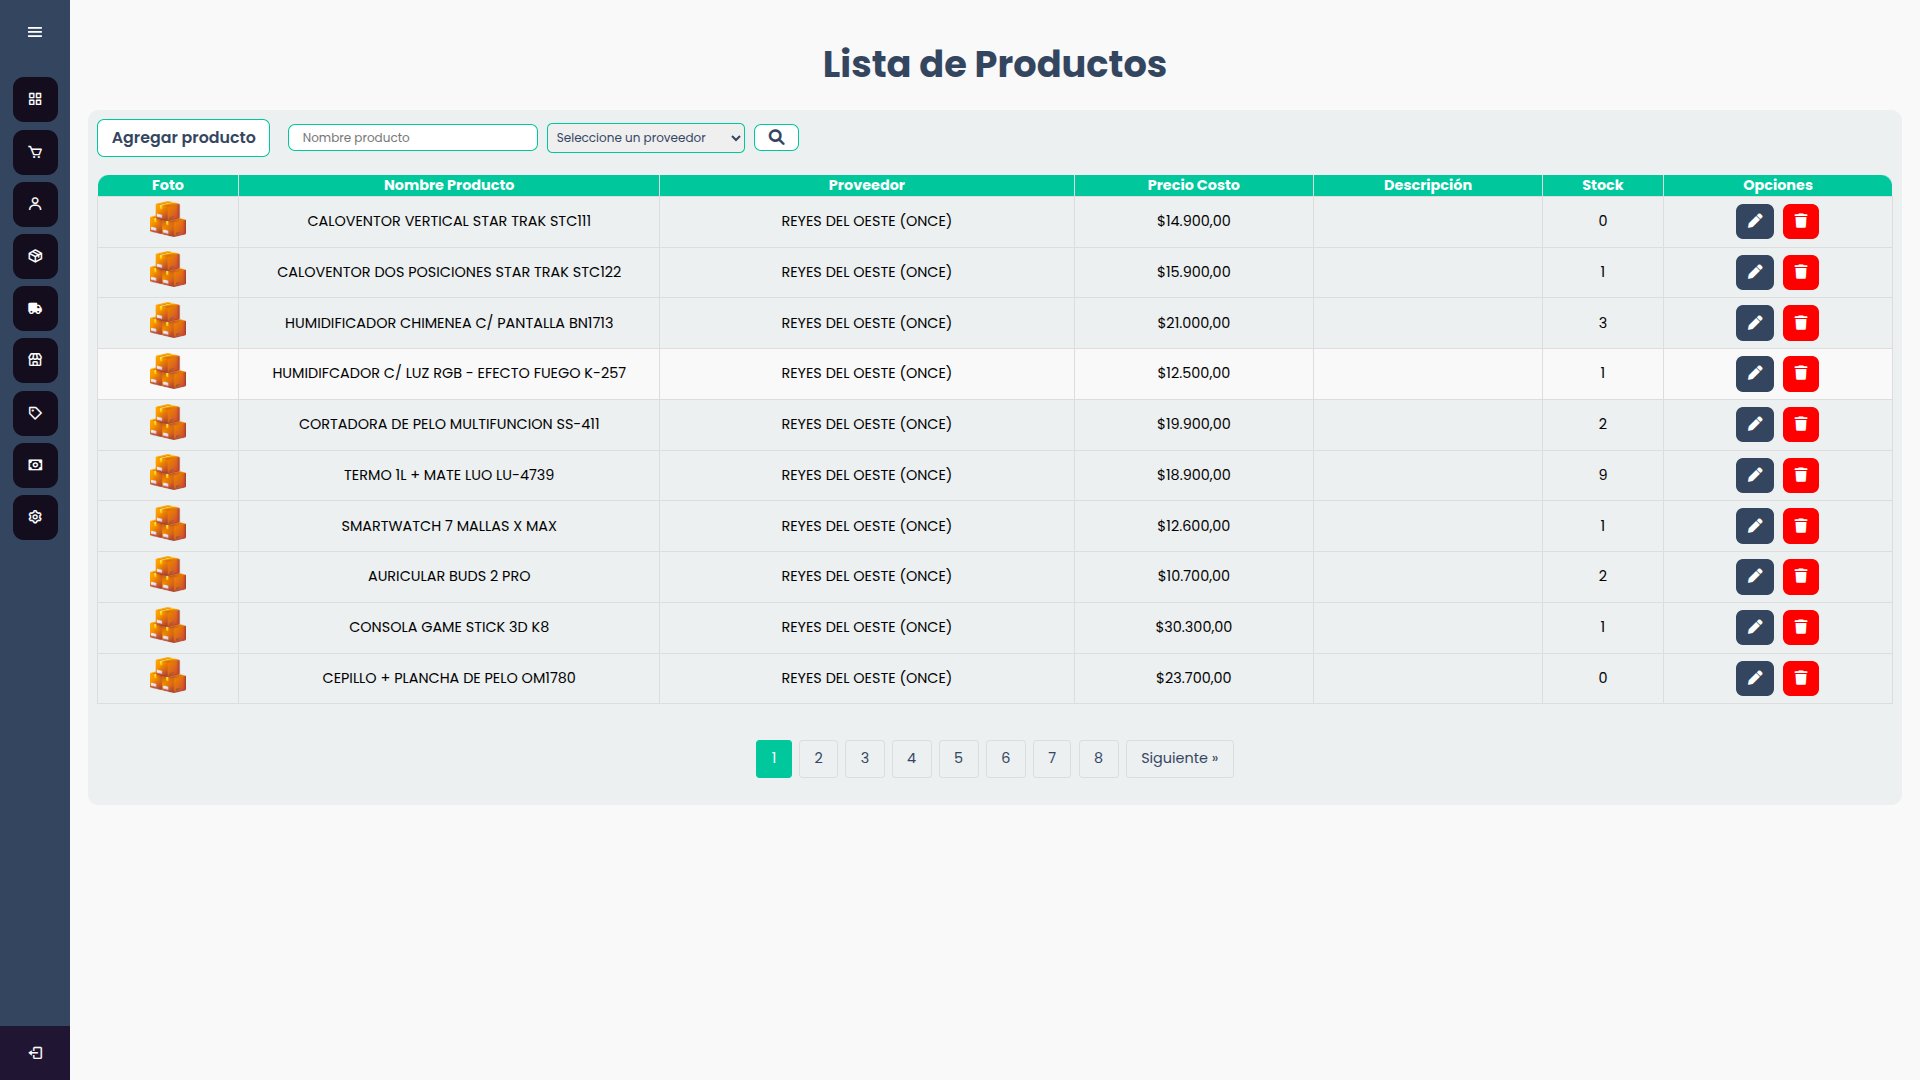 Lista de Productos
Agregar producto Nombre producto Seleccione un proveedor
Foto Nombre Producto Proveedor Precio Costo Descripción Stock Opciones
CALOVENTOR VERTICAL STAR TRAK STC111 REYES DEL OESTE (ONCE) $14.900,00 0
CALOVENTOR DOS POSICIONES STAR TRAK STC122 REYES DEL OESTE (ONCE) $15.900,00 1
HUMIDIFICADOR CHIMENEA C/ PANTALLA BN1713 REYES DEL OESTE (ONCE) $21.000,00 3
HUMIDIFCADOR C/ LUZ RGB - EFECTO FUEGO K-257 REYES DEL OESTE (ONCE) $12.500,00 1
CORTADORA DE PELO MULTIFUNCION SS-411 REYES DEL OESTE (ONCE) $19.900,00 2
TERMO 1L + MATE LUO LU-4739 REYES DEL OESTE (ONCE) $18.900,00 9
SMARTWATCH 7 MALLAS X MAX REYES DEL OESTE (ONCE) $12.600,00 1
AURICULAR BUDS 2 PRO REYES DEL OESTE (ONCE) $10.700,00 2
CONSOLA GAME STICK 3D K8 REYES DEL OESTE (ONCE) $30.300,00 1
CEPILLO + PLANCHA DE PELO OM1780 REYES DEL OESTE (ONCE) $23.700,00 0
1 2 3 4 5 6 7 8 Siguiente »